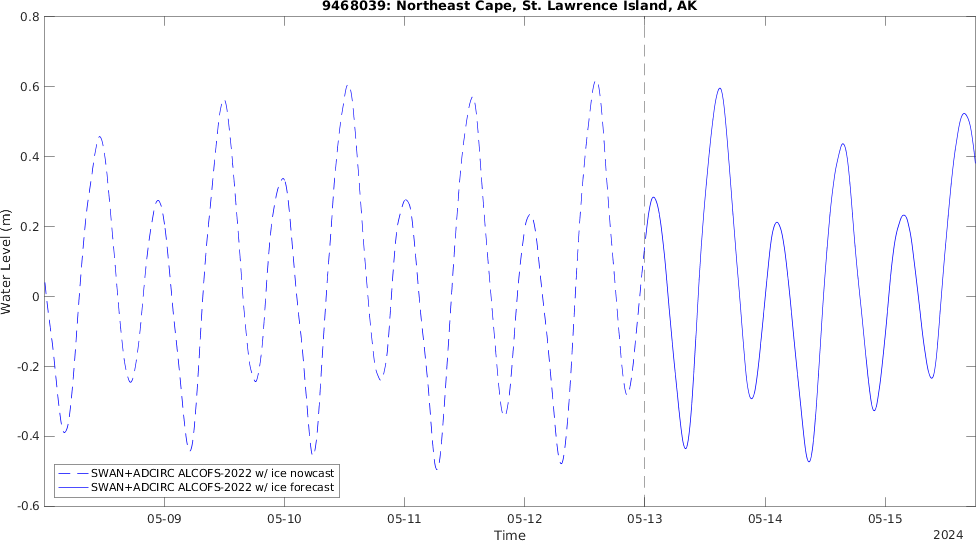 9468039: Northeast Cape, St. Lawrence Island, AK
0.8
0.6
0.4
0.2
0
-0.2
-0.4
-0.6
Water Level (m)
SWAN+ADCIRC ALCOFS-2022 w/ ice nowcast
SWAN+ADCIRC ALCOFS-2022 w/ ice forecast
05-09 05-10 05-11 05-12 05-13 05-14 05-15
Time
2024